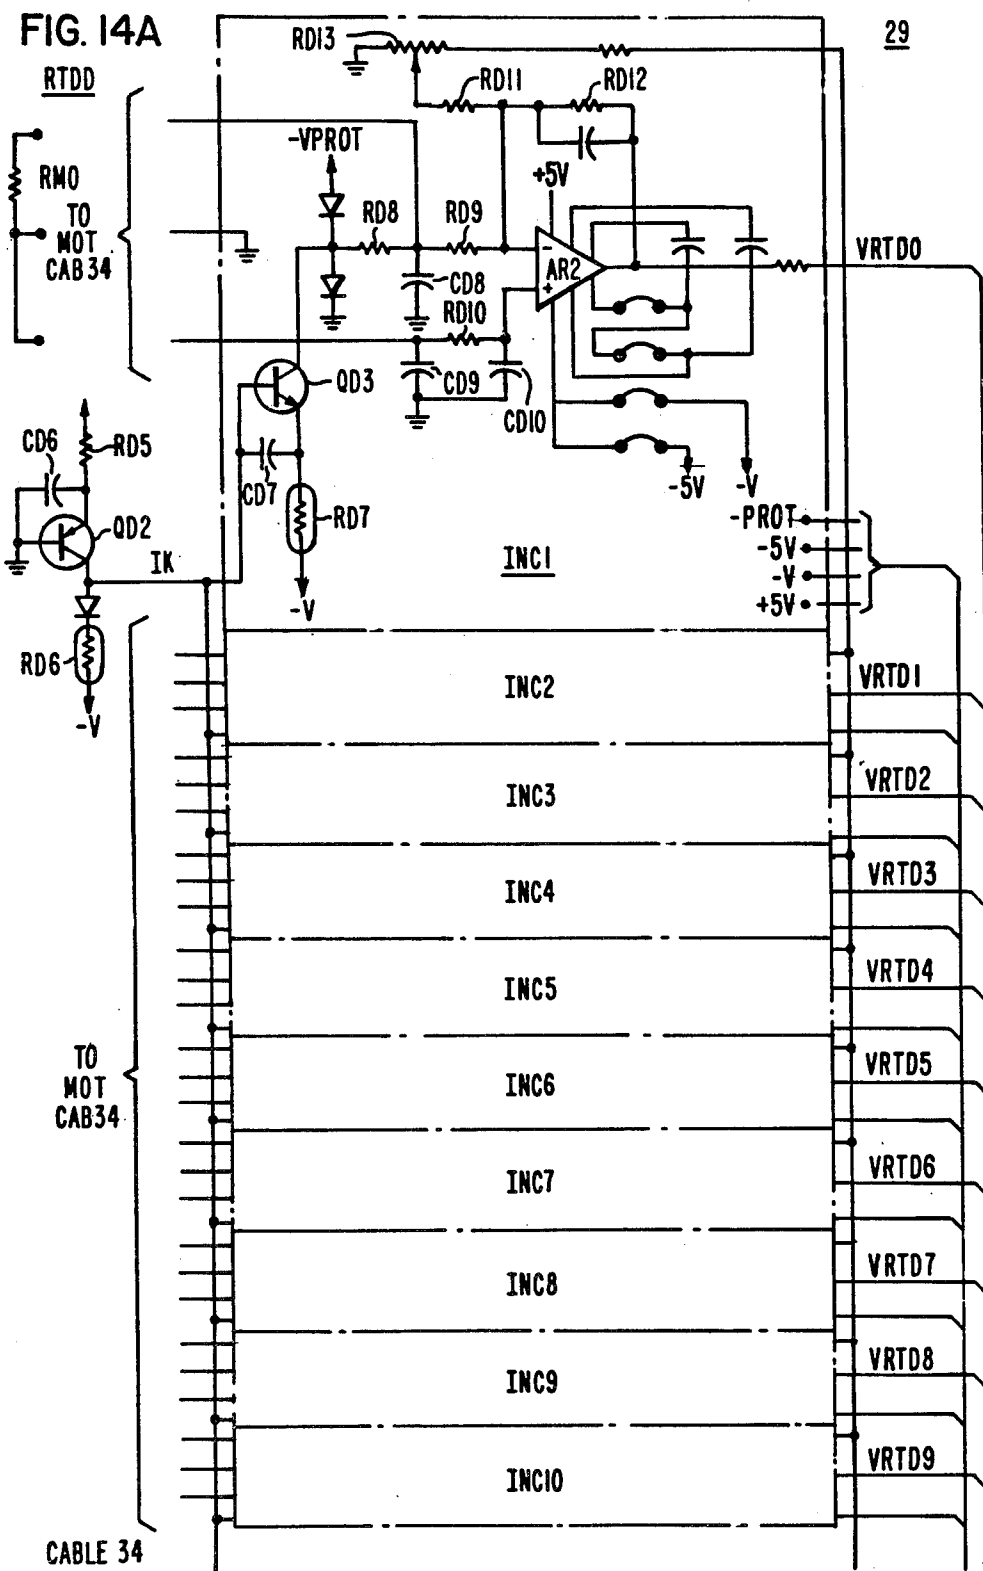 FIG. 14A
29
RTDD
RD13
RD11
RD12
-VPROT
+5V
RM0
TO
MOT
CAB34
RD8
RD9
AR2
VRTD0
CD8
RD10
CD9
CD10
QD3
CD6
RD5
CD7
RD7
-5V
-V
QD2
IK
-V
INC1
-PROT
-5V
-V
+5V
RD6
-V
INC2
VRTD1
INC3
VRTD2
INC4
VRTD3
INC5
VRTD4
TO
MOT
CAB34
INC6
VRTD5
INC7
VRTD6
INC8
VRTD7
INC9
VRTD8
INC10
VRTD9
CABLE 34